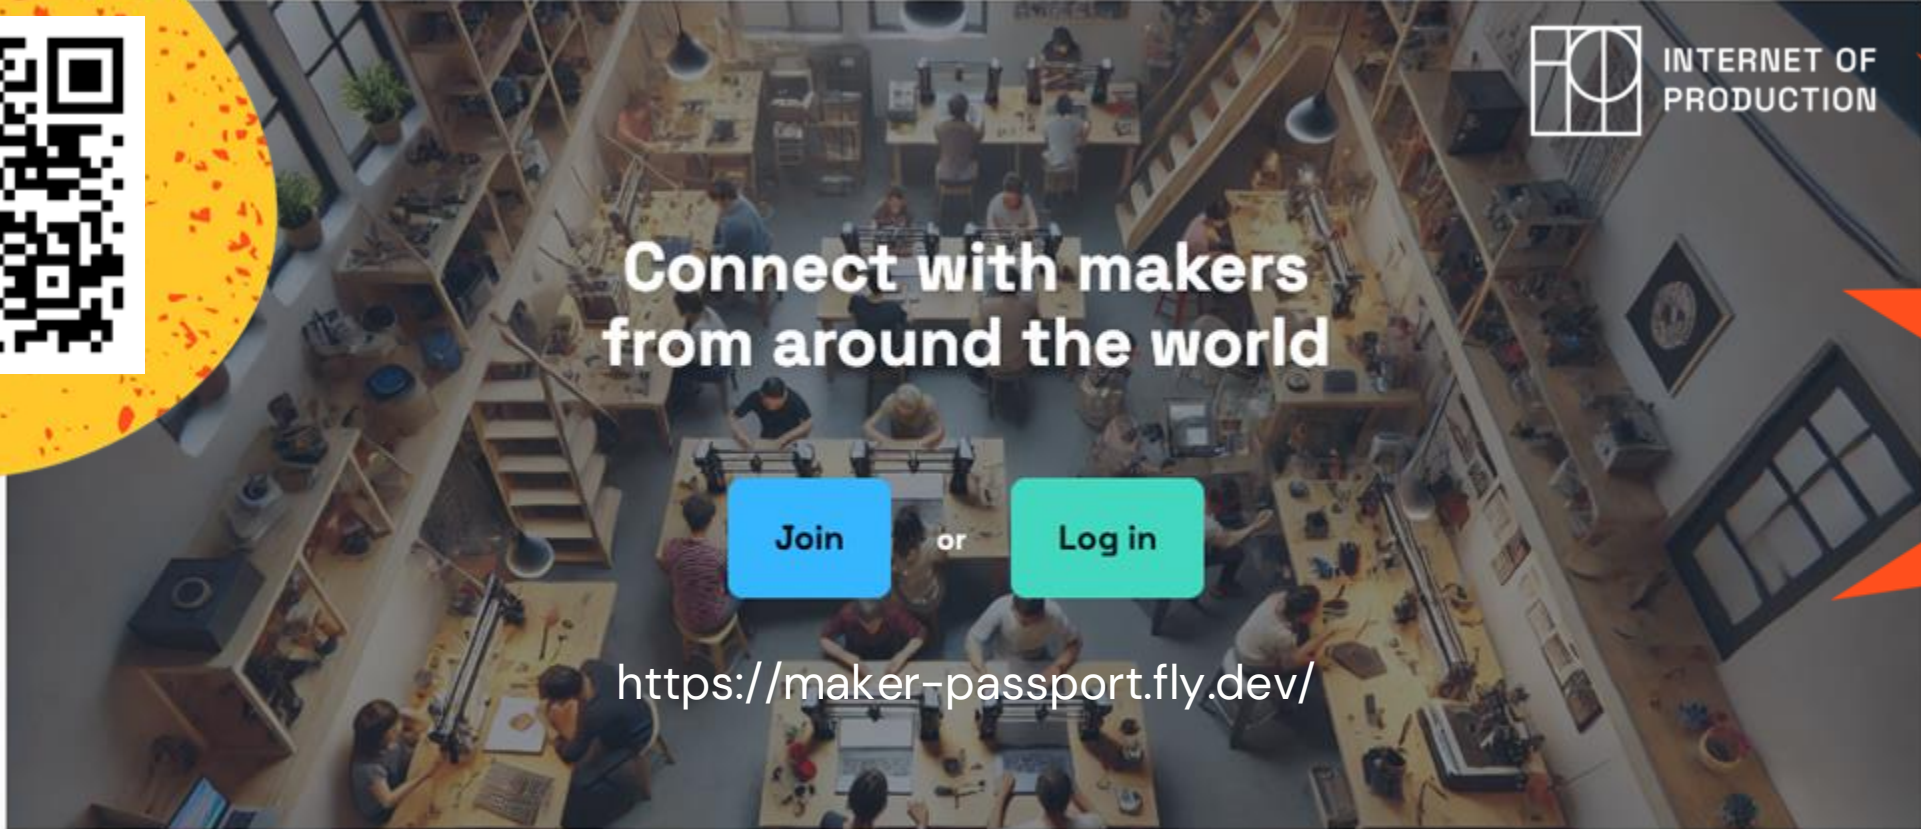 INTERNET OF
PRODUCTION
Connect with makers
from around the world
Join or Log in
https://maker-passport.fly.dev/